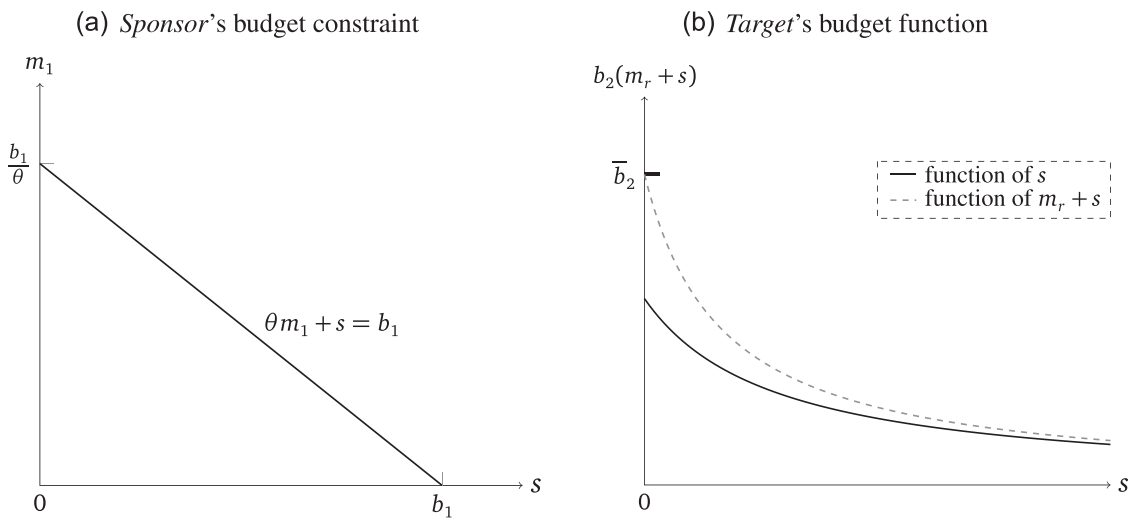 (a) Sponsor's budget constraint
m₁
b₁/θ
θm₁ + s = b₁
0
b₁
s
(b) Target's budget function
b₂(mᵣ + s)
b̅₂
function of s
function of mᵣ + s
0
s